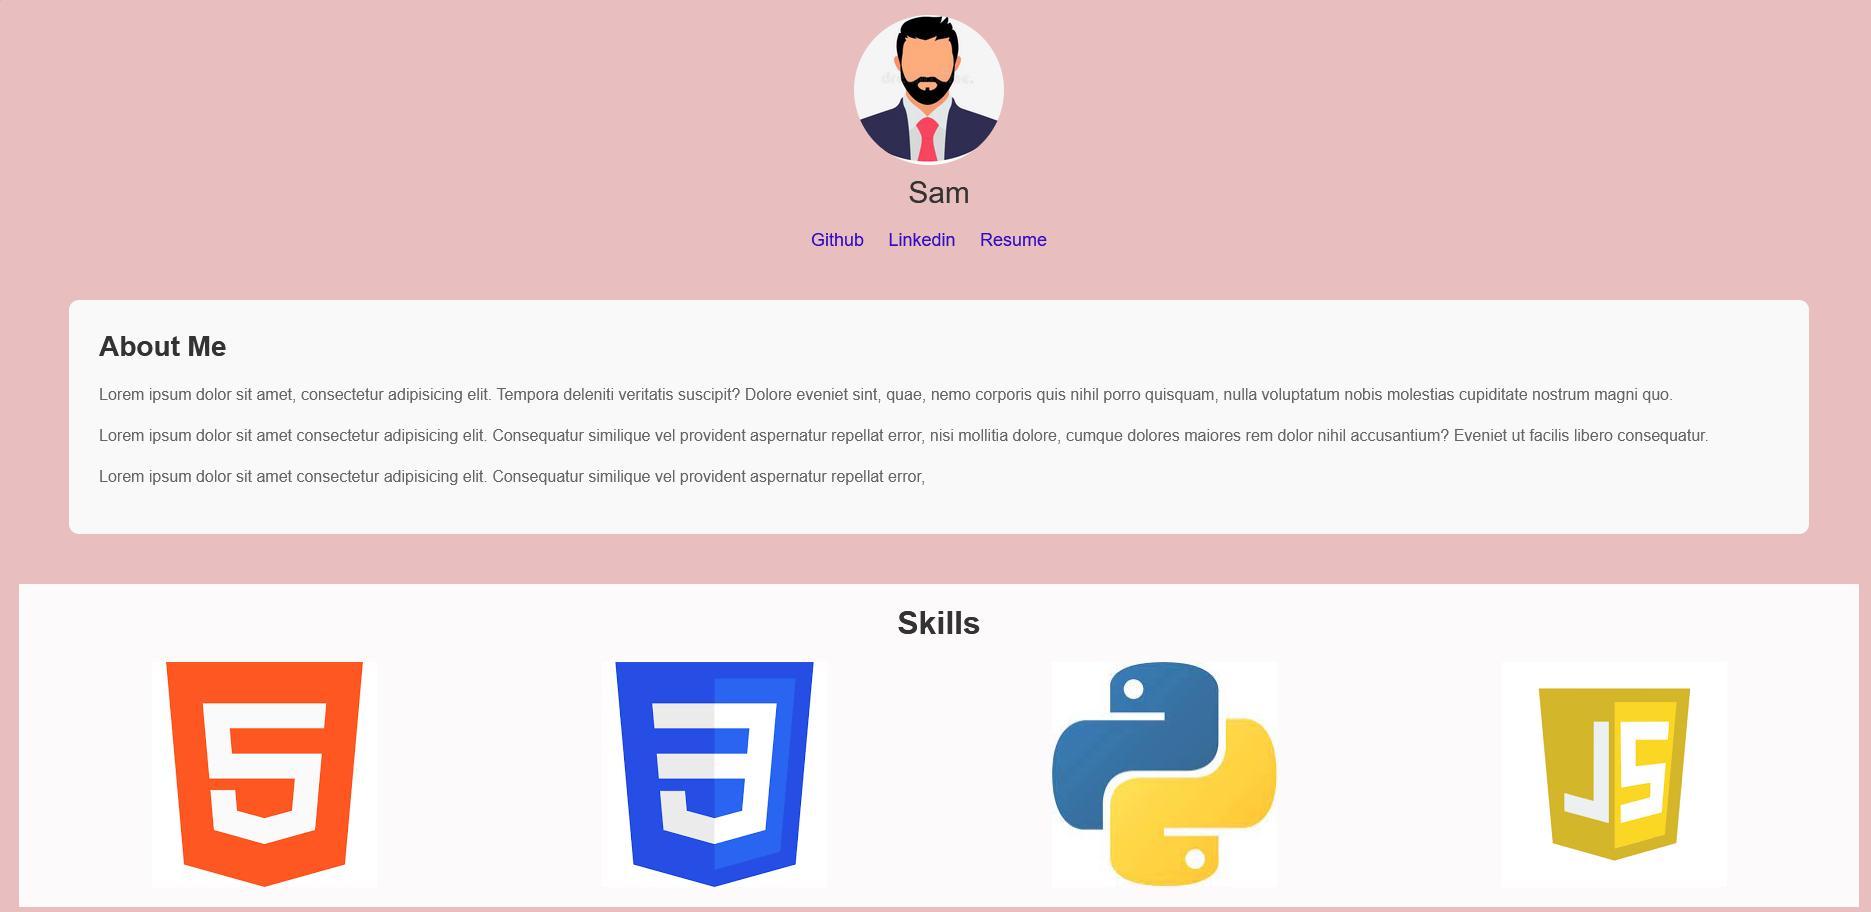 Sam
Github Linkedin Resume
About Me
Lorem ipsum dolor sit amet, consectetur adipisicing elit. Tempora deleniti veritatis suscipit? Dolore eveniet sint, quae, nemo corporis quis nihil porro quisquam, nulla voluptatum nobis molestias cupiditate nostrum magni quo.
Lorem ipsum dolor sit amet consectetur adipisicing elit. Consequatur similique vel provident aspernatur repellat error, nisi mollitia dolore, cumque dolores maiores rem dolor nihil accusantium? Eveniet ut facilis libero consequatur.
Lorem ipsum dolor sit amet consectetur adipisicing elit. Consequatur similique vel provident aspernatur repellat error,
Skills
5 3 JS